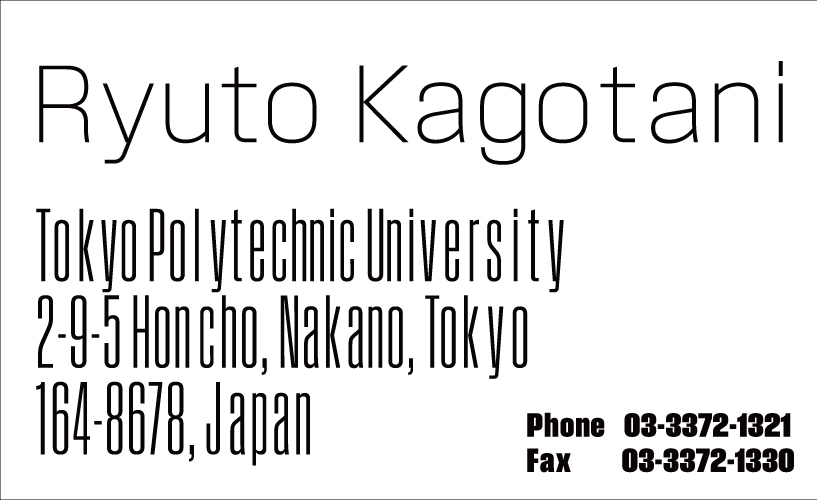 Ryuto Kagotani
Tokyo Polytechnic University
2-9-5 Honcho, Nakano, Tokyo
164-8678, Japan
Phone 03-3372-1321
Fax 03-3372-1330